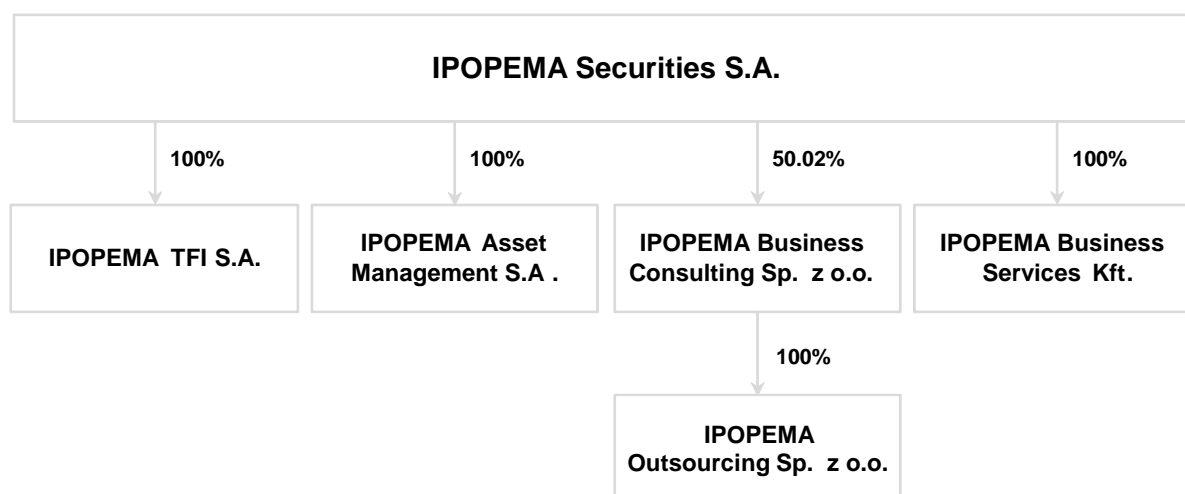 IPOPEMA Securities S.A.
100%
100%
50.02%
100%
IPOPEMA TFI S.A.
IPOPEMA Asset
Management S.A .
IPOPEMA Business
Consulting Sp. z o.o.
IPOPEMA Business
Services Kft.
100%
IPOPEMA
Outsourcing Sp. z o.o.